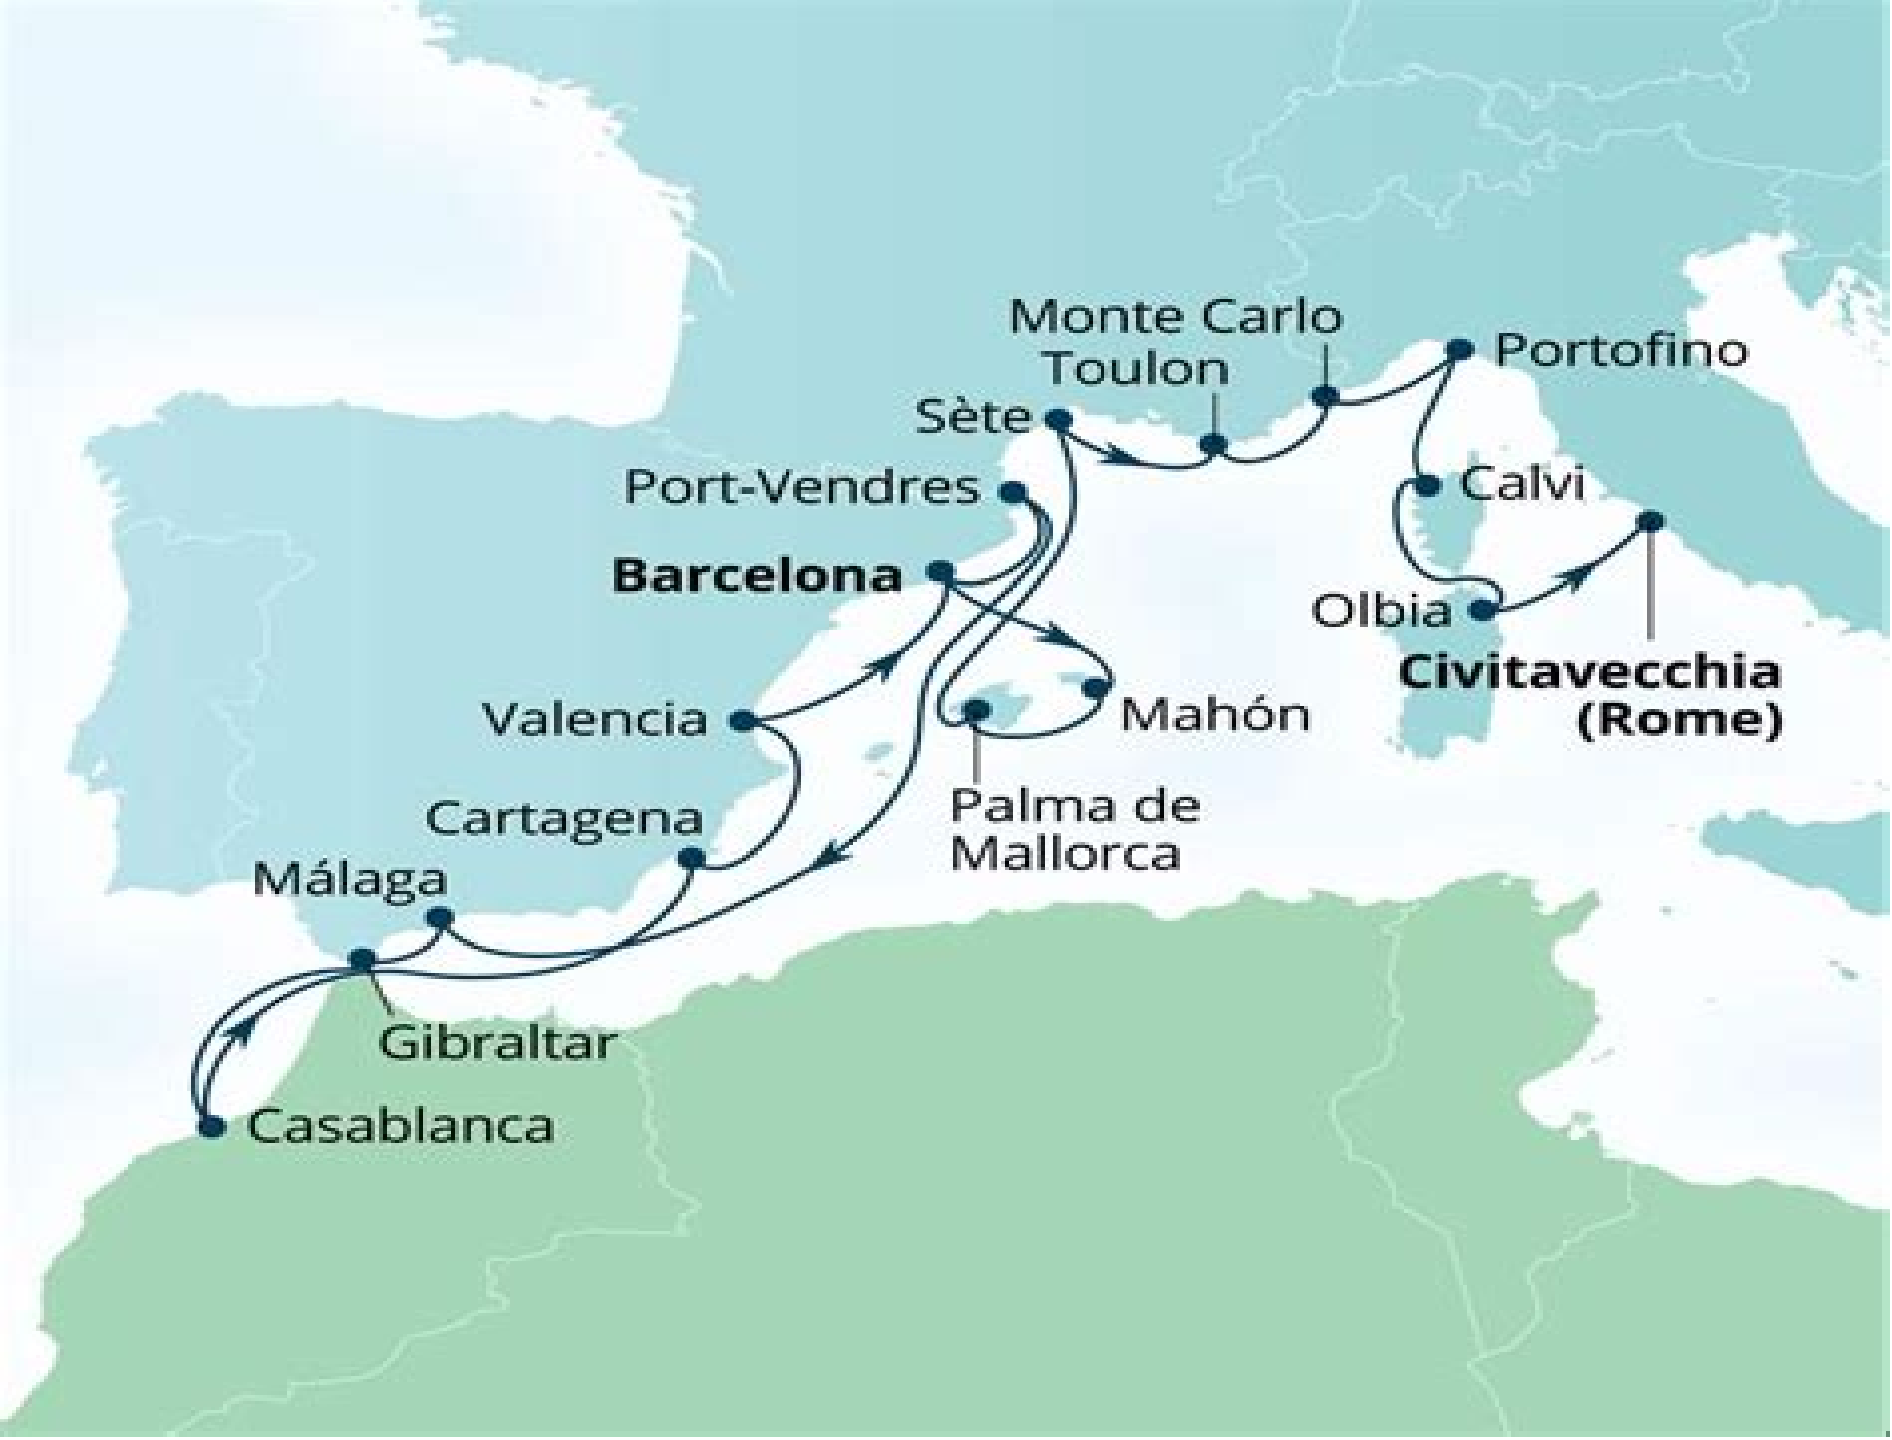 Monte Carlo
Toulon
Portofino
Sète
Port-Vendres
Calvi
Barcelona
Olbia
Civitavecchia
(Rome)
Valencia
Mahón
Palma de
Mallorca
Cartagena
Málaga
Gibraltar
Casablanca